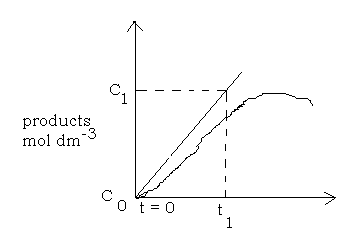 C1
products
mol dm-3
C0 t = 0 t1